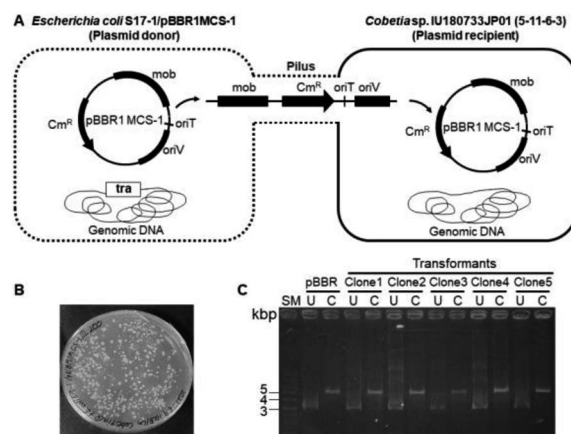 A
Escherichia coli S17-1/pBBR1MCS-1
(Plasmid donor)
Cobetia sp. IU180733JP01 (5-11-6-3)
(Plasmid recipient)
Pilus
mob
CmR
pBBR1 MCS-1
oriT
oriV
tra
Genomic DNA
mob
CmR
oriT
oriV
mob
CmR
pBBR1 MCS-1
oriT
oriV
Genomic DNA
B
C
Transformants
pBBR Clone1 Clone2 Clone3 Clone4 Clone5
SM U C U C U C U C U C U C
kbp
5
4
3